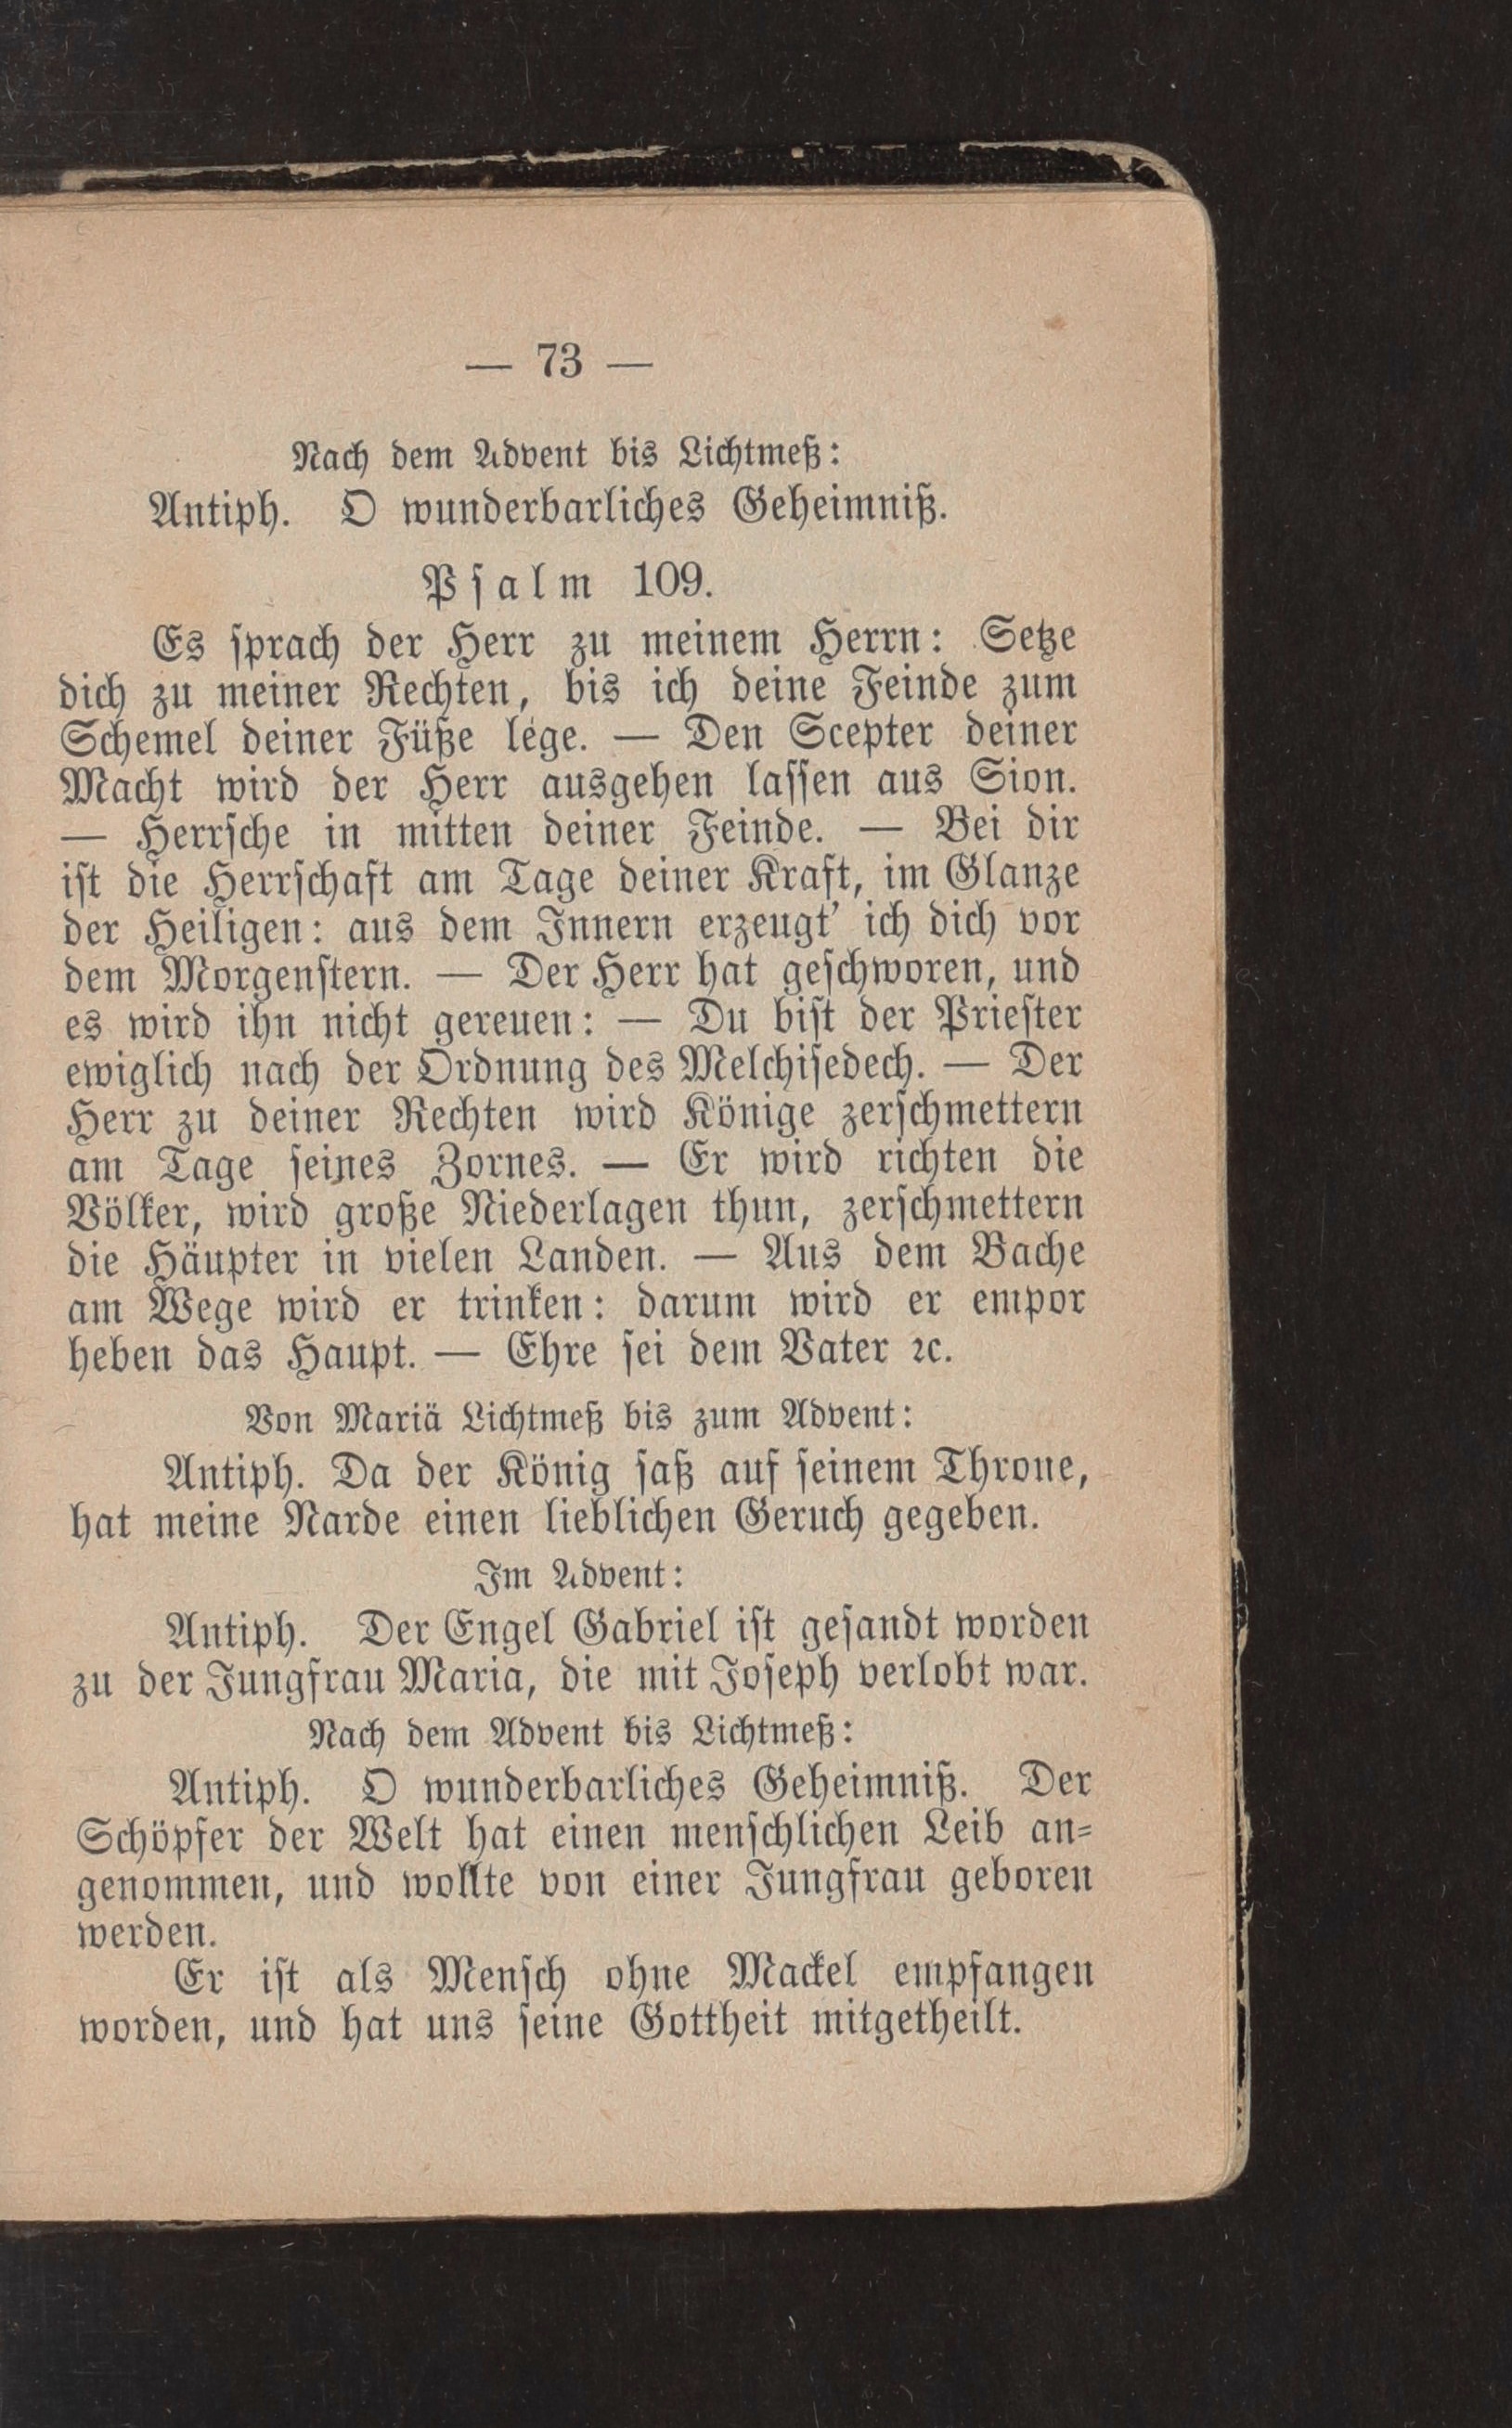 — 73 —
Nach dem Advent bis Lichtmeß:
Antiph. O wunderbarliches Geheimniß.
Psalm 109.
Es sprach der Herr zu meinem Herrn: Setze
dich zu meiner Rechten, bis ich deine Feinde zum
Schemel deiner Füße lege. — Den Scepter deiner
Macht wird der Herr ausgehen lassen aus Sion.
— Herrsche in mitten deiner Feinde. — Bei dir
ist die Herrschaft am Tage deiner Kraft, im Glanze
der Heiligen: aus dem Innern erzeugt' ich dich vor
dem Morgenstern. — Der Herr hat geschworen, und
es wird ihn nicht gereuen: — Du bist der Priester
ewiglich nach der Ordnung des Melchisedech. — Der
Herr zu deiner Rechten wird Könige zerschmettern
am Tage seines Zornes. — Er wird richten die
Völker, wird große Niederlagen thun, zerschmettern
die Häupter in vielen Landen. — Aus dem Bache
am Wege wird er trinken: darum wird er empor
heben das Haupt. — Ehre sei dem Vater ꝛc.
Von Mariä Lichtmeß bis zum Advent:
Antiph. Da der König saß auf seinem Throne,
hat meine Narde einen lieblichen Geruch gegeben.
Im Advent:
Antiph. Der Engel Gabriel ist gesandt worden
zu der Jungfrau Maria, die mit Joseph verlobt war.
Nach dem Advent bis Lichtmeß:
Antiph. O wunderbarliches Geheimniß. Der
Schöpfer der Welt hat einen menschlichen Leib an-
genommen, und wollte von einer Jungfrau geboren
werden.
Er ist als Mensch ohne Mackel empfangen
worden, und hat uns seine Gottheit mitgetheilt.